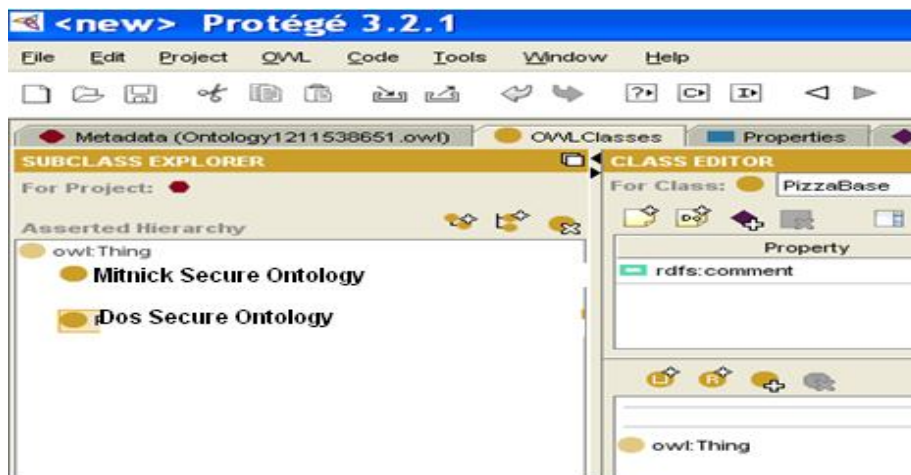 <new> Protégé 3.2.1
File Edit Project OWL Code Tools Window Help
Metadata (Ontology1211538651.owl) OWLClasses Properties
SUBCLASS EXPLORER
CLASS EDITOR
For Project:
For Class: PizzaBase
Asserted Hierarchy
Property
owl:Thing
rdfs:comment
Mitnick Secure Ontology
Dos Secure Ontology
owl:Thing